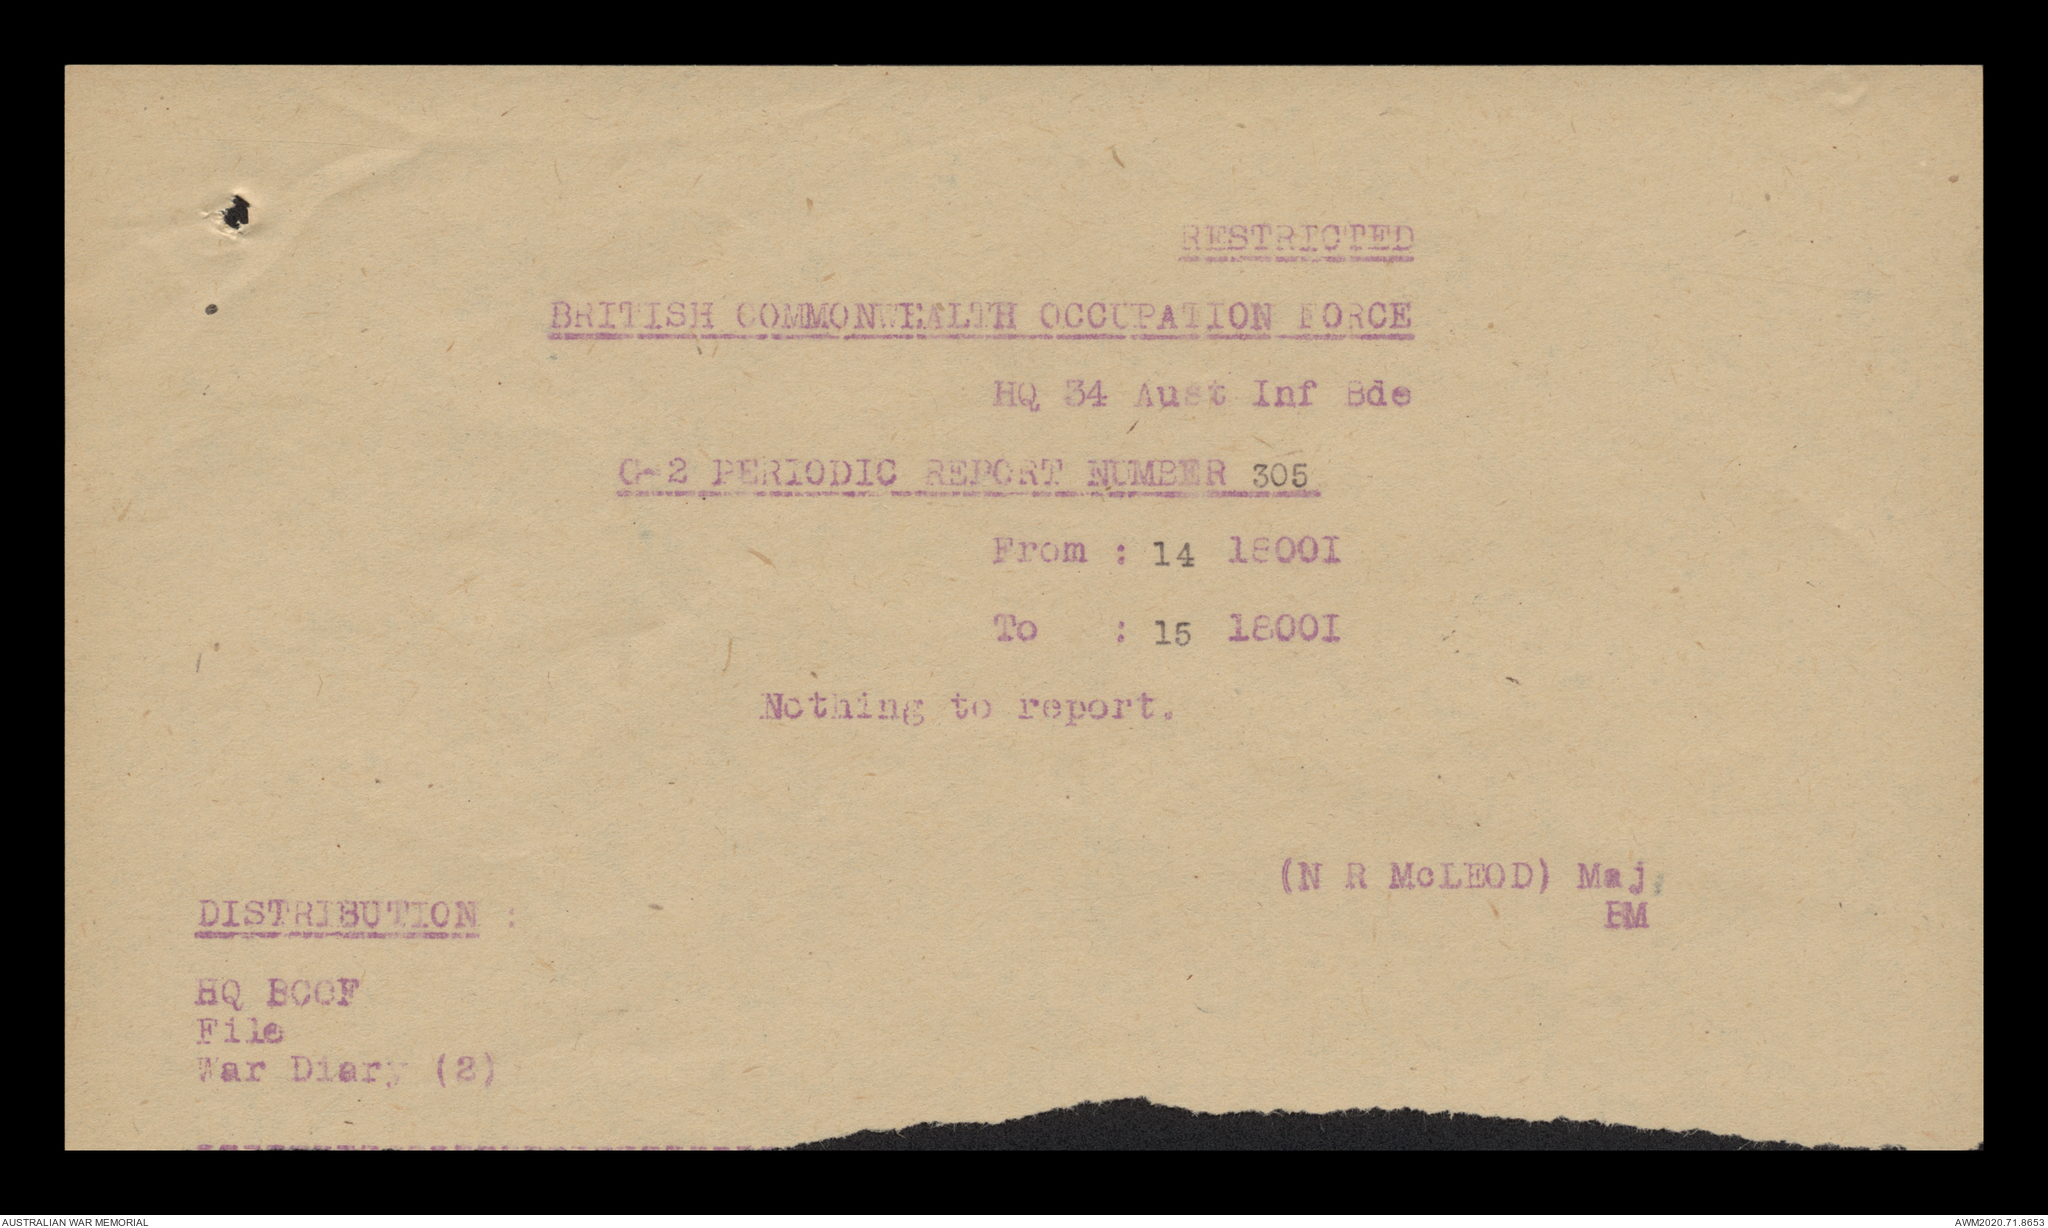 RESTRICTED
BRITISH COMMONWEALTH OCCUPATION FORCE
HQ 34 Aust Inf Bde
G-2 PERIODIC REPORT NUMBER 305
From : 14 1800I
To : 15 1800I
Nothing to report.
(N R McLEOD) Maj,
BM
DISTRIBUTION :
HQ BCOF
File
War Diary (2)
AUSTRALIAN WAR MEMORIAL
AWM2020.71.8653